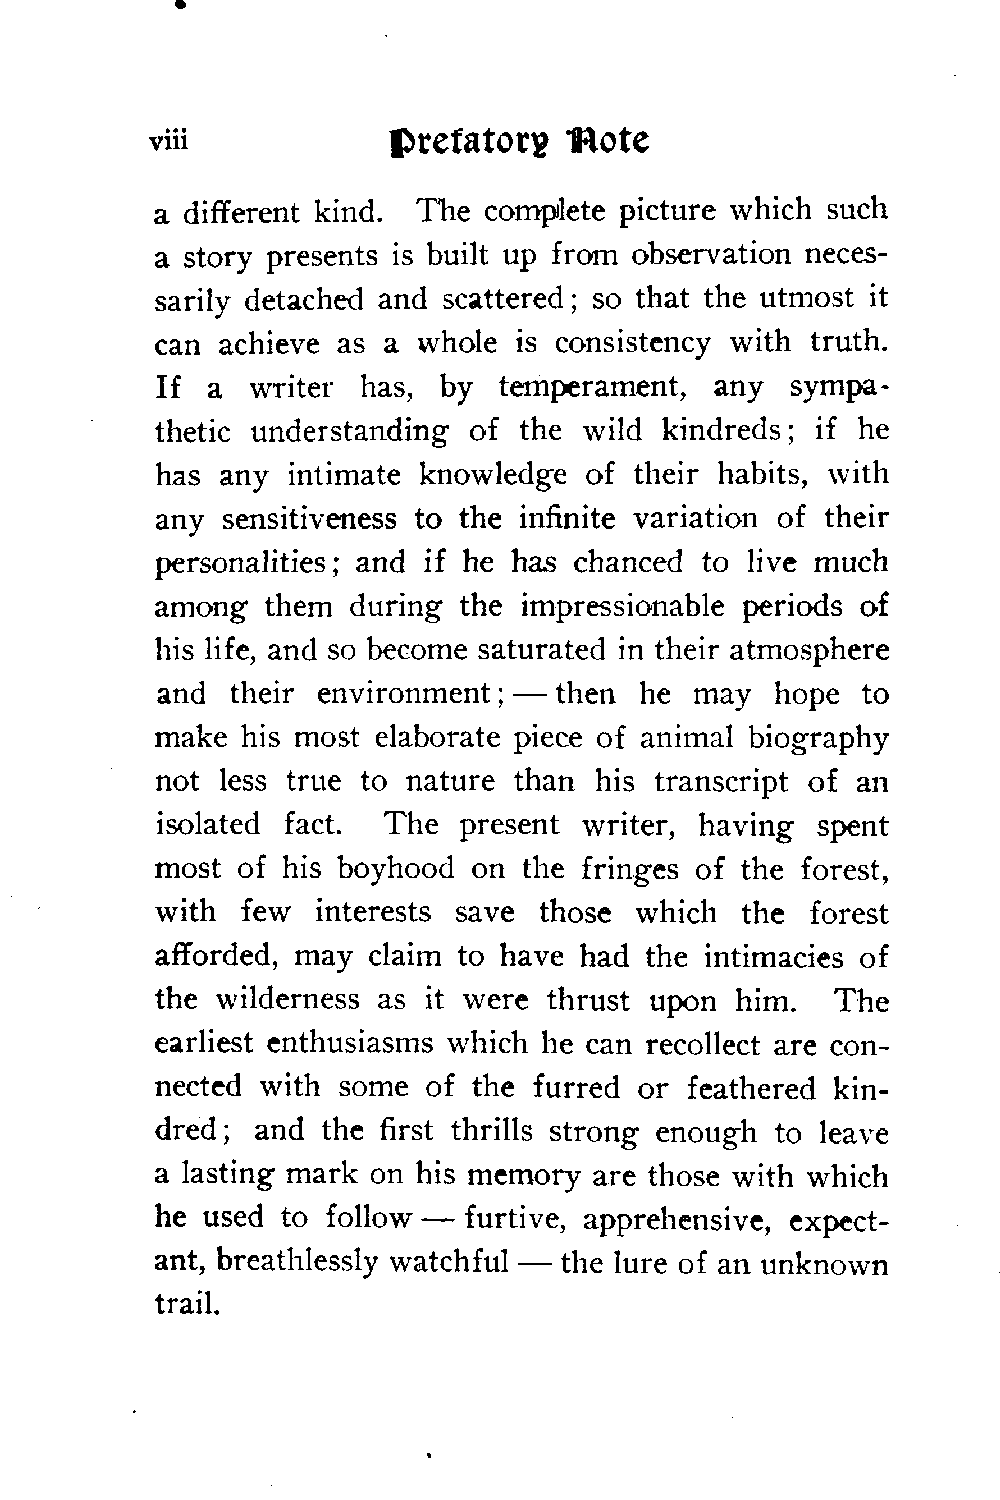 viii Prefatory Note
a different kind. The complete picture which such
a story presents is built up from observation neces-
sarily detached and scattered; so that the utmost it
can achieve as a whole is consistency with truth.
If a writer has, by temperament, any sympa-
thetic understanding of the wild kindreds; if he
has any intimate knowledge of their habits, with
any sensitiveness to the infinite variation of their
personalities; and if he has chanced to live much
among them during the impressionable periods of
his life, and so become saturated in their atmosphere
and their environment; — then he may hope to
make his most elaborate piece of animal biography
not less true to nature than his transcript of an
isolated fact. The present writer, having spent
most of his boyhood on the fringes of the forest,
with few interests save those which the forest
afforded, may claim to have had the intimacies of
the wilderness as it were thrust upon him. The
earliest enthusiasms which he can recollect are con-
nected with some of the furred or feathered kin-
dred; and the first thrills strong enough to leave
a lasting mark on his memory are those with which
he used to follow — furtive, apprehensive, expect-
ant, breathlessly watchful — the lure of an unknown
trail.